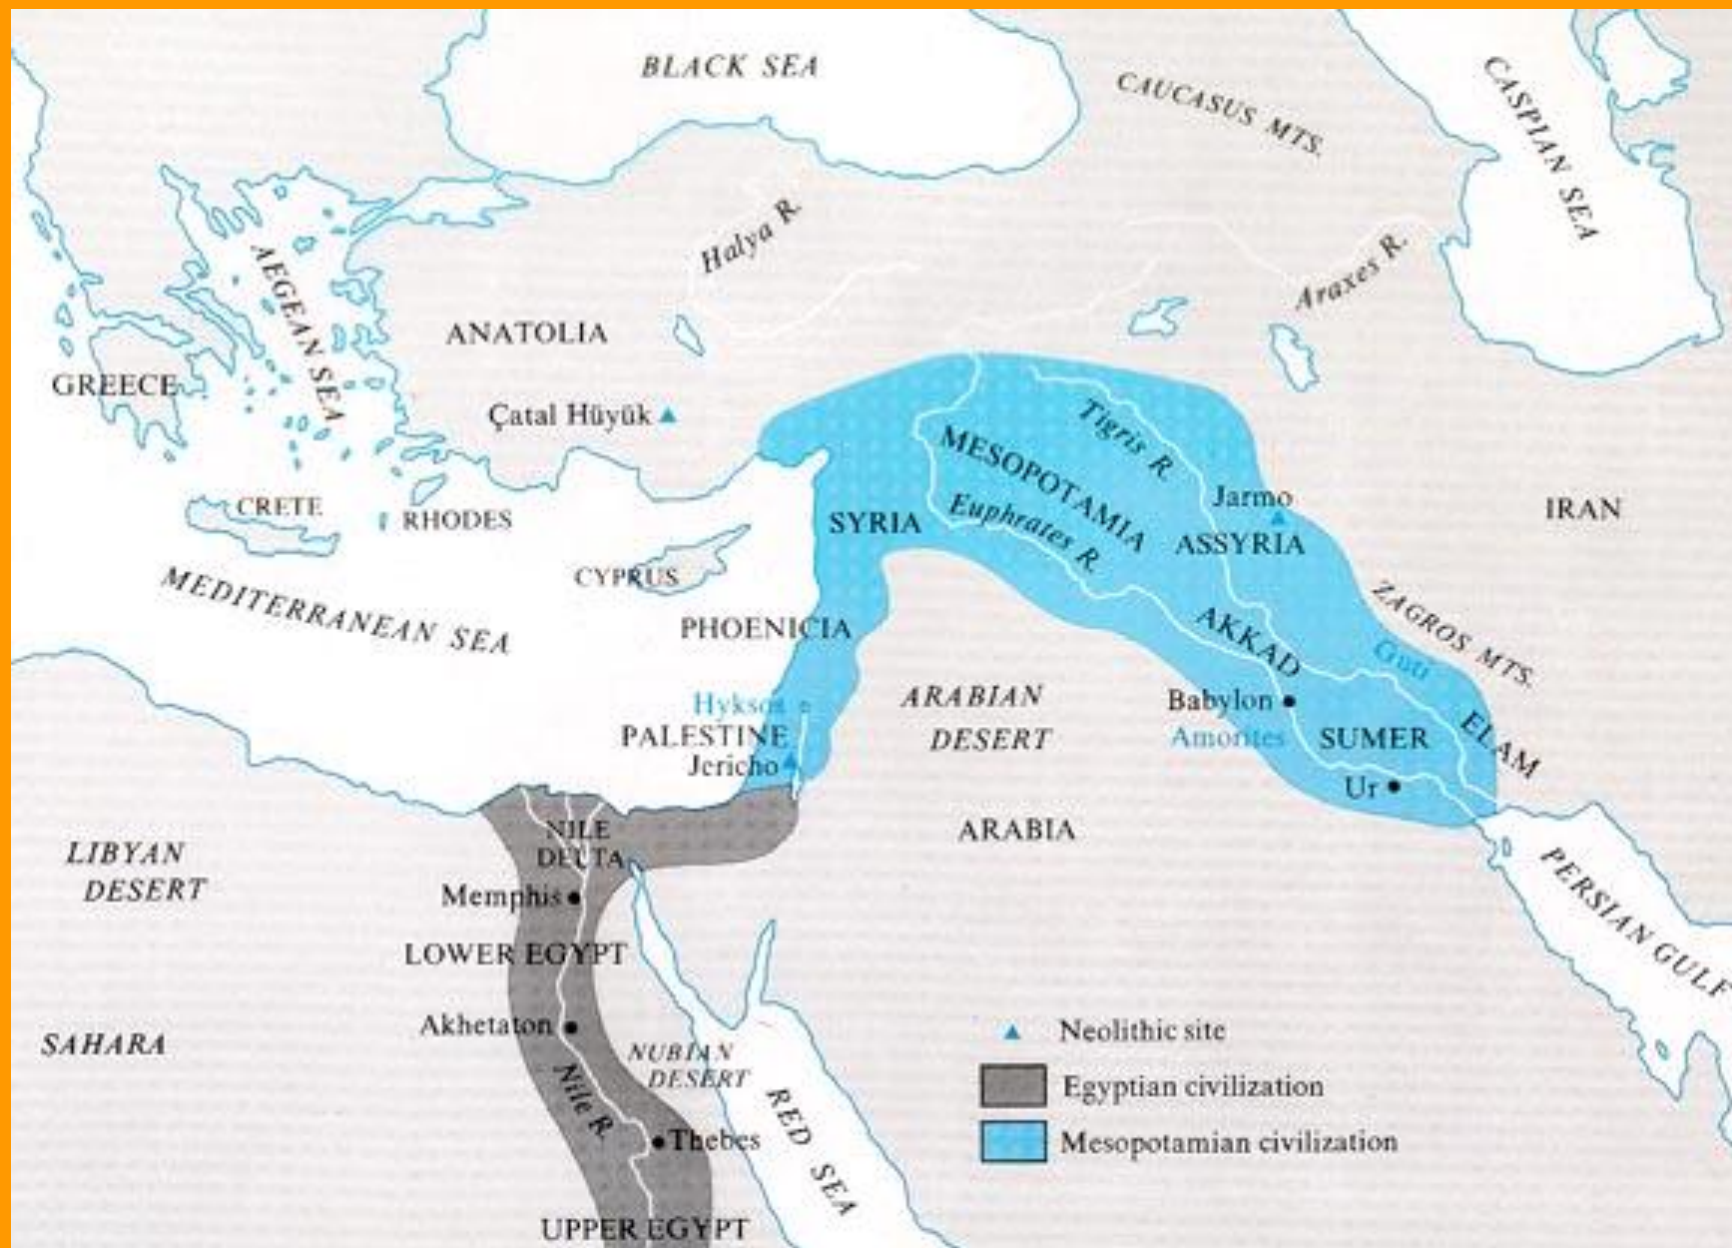 BLACK SEA
CAUCASUS MTS.
CASPIAN SEA
Halya R.
Araxes R.
AEGEAN SEA
ANATOLIA
GREECE
Çatal Hüyük
Tigris R.
MESOPOTAMIA
Jarmo
IRAN
CRETE
RHODES
SYRIA
Euphrates R.
ASSYRIA
CYPRUS
MEDITERRANEAN SEA
PHOENICIA
AKKAD
ZAGROS MTS.
Guti
Hyksos
ARABIAN
DESERT
Babylon
PALESTINE
Amorites
SUMER
ELAM
Jericho
Ur
NILE
DELTA
ARABIA
LIBYAN
DESERT
Memphis
PERSIAN GULF
LOWER EGYPT
Akhetaton
SAHARA
NUBIAN
DESERT
Nile R.
RED SEA
Thebes
UPPER EGYPT
Neolithic site
Egyptian civilization
Mesopotamian civilization